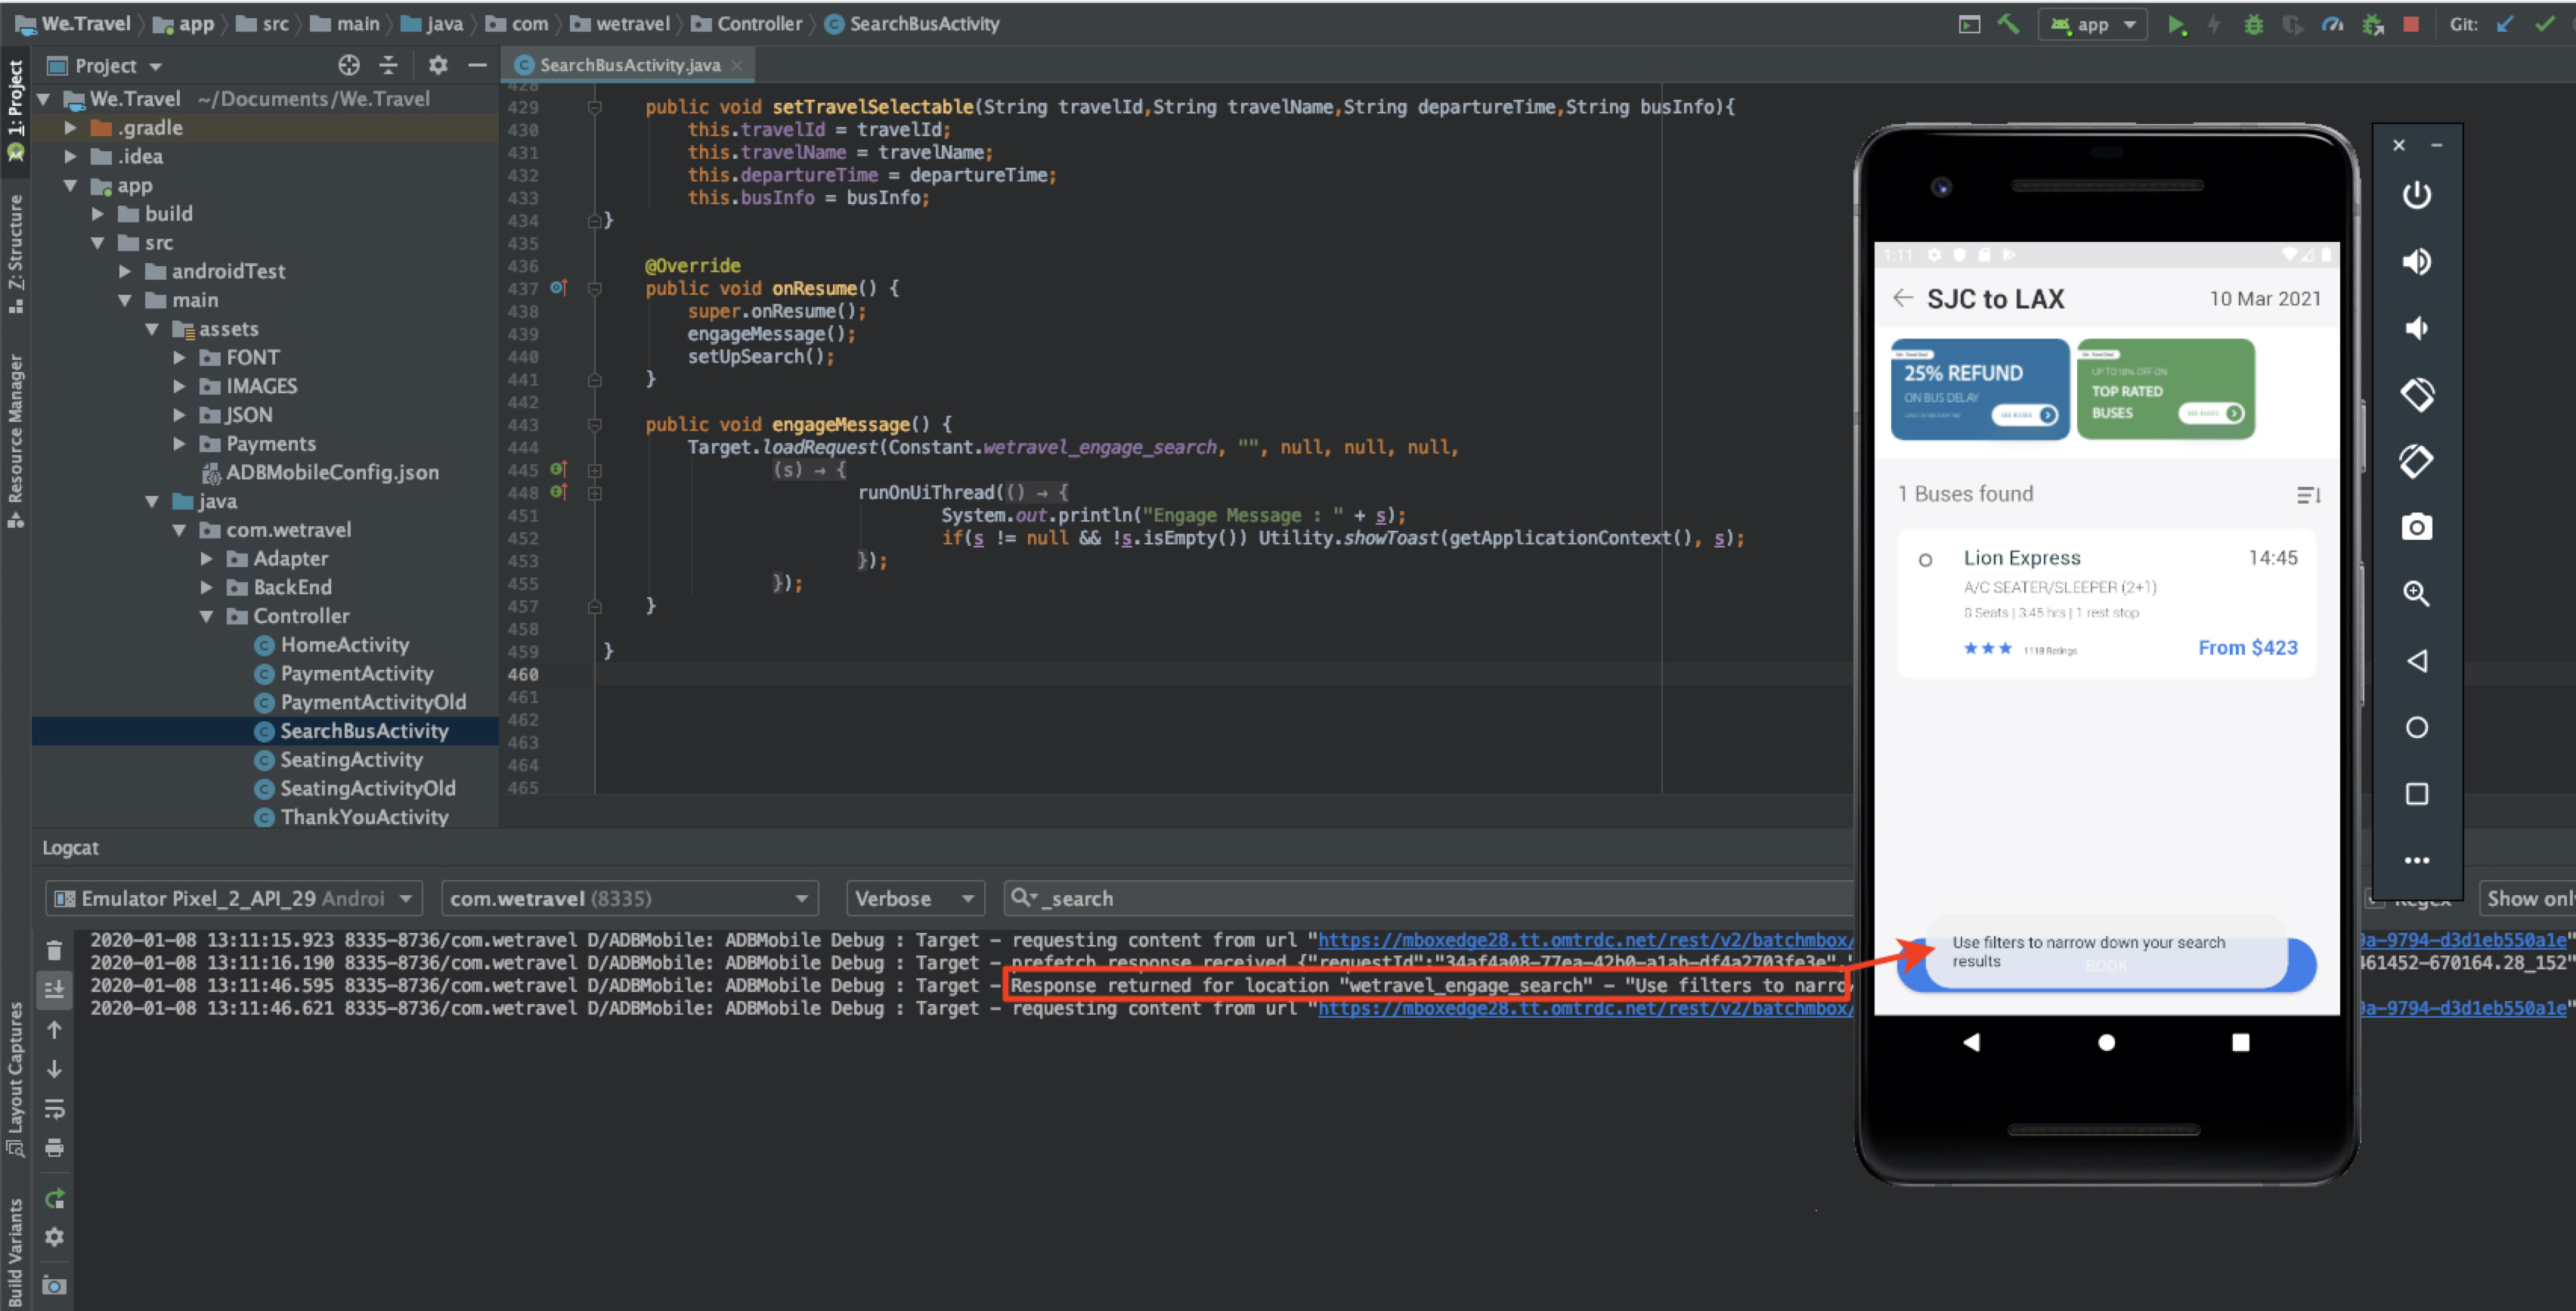 We.Travel app src main java com wetravel Controller SearchBusActivity
app Git:
Project
SearchBusActivity.java
1: Project
Z: Structure
Resource Manager
Layout Captures
Build Variants
We.Travel ~/Documents/We.Travel
.gradle
.idea
app
build
src
androidTest
main
assets
FONT
IMAGES
JSON
Payments
ADBMobileConfig.json
java
com.wetravel
Adapter
BackEnd
Controller
HomeActivity
PaymentActivity
PaymentActivityOld
SearchBusActivity
SeatingActivity
SeatingActivityOld
ThankYouActivity
428
429 public void setTravelSelectable(String travelId,String travelName,String departureTime,String busInfo){
430 this.travelId = travelId;
431 this.travelName = travelName;
432 this.departureTime = departureTime;
433 this.busInfo = busInfo;
434 }
435
436 @Override
437 public void onResume() {
438 super.onResume();
439 engageMessage();
440 setUpSearch();
441 }
442
443 public void engageMessage() {
444 Target.loadRequest(Constant.wetravel_engage_search, "", null, null, null,
445 (s) → {
448 runOnUiThread(() → {
451 System.out.println("Engage Message : " + s);
452 if(s != null && !s.isEmpty()) Utility.showToast(getApplicationContext(), s);
453 });
455 });
457 }
458
459 }
460
461
462
463
464
465
1:11
SJC to LAX 10 Mar 2021
25% REFUND
ON BUS DELAY
SEE BUSES
UP TO 10% OFF ON
TOP RATED
BUSES
SEE BUSES
1 Buses found
Lion Express 14:45
A/C SEATER/SLEEPER (2+1)
8 Seats | 3:45 hrs | 1 rest stop
1118 Ratings From $423
Use filters to narrow down your search
results
BOOK
Logcat
Emulator Pixel_2_API_29 Androi com.wetravel (8335) Verbose _search Regex Show onl
2020-01-08 13:11:15.923 8335-8736/com.wetravel D/ADBMobile: ADBMobile Debug : Target – requesting content from url "https://mboxedge28.tt.omtrdc.net/rest/v2/batchmbox/ 9a-9794-d3d1eb550a1e"
2020-01-08 13:11:16.190 8335-8736/com.wetravel D/ADBMobile: ADBMobile Debug : Target – prefetch response received {"requestId":"34af4a08-77ea-42b0-a1ab-df4a2703fe3e", 461452-670164.28_152"
2020-01-08 13:11:46.595 8335-8736/com.wetravel D/ADBMobile: ADBMobile Debug : Target – Response returned for location "wetravel_engage_search" – "Use filters to narro
2020-01-08 13:11:46.621 8335-8736/com.wetravel D/ADBMobile: ADBMobile Debug : Target – requesting content from url "https://mboxedge28.tt.omtrdc.net/rest/v2/batchmbox/ 9a-9794-d3d1eb550a1e"